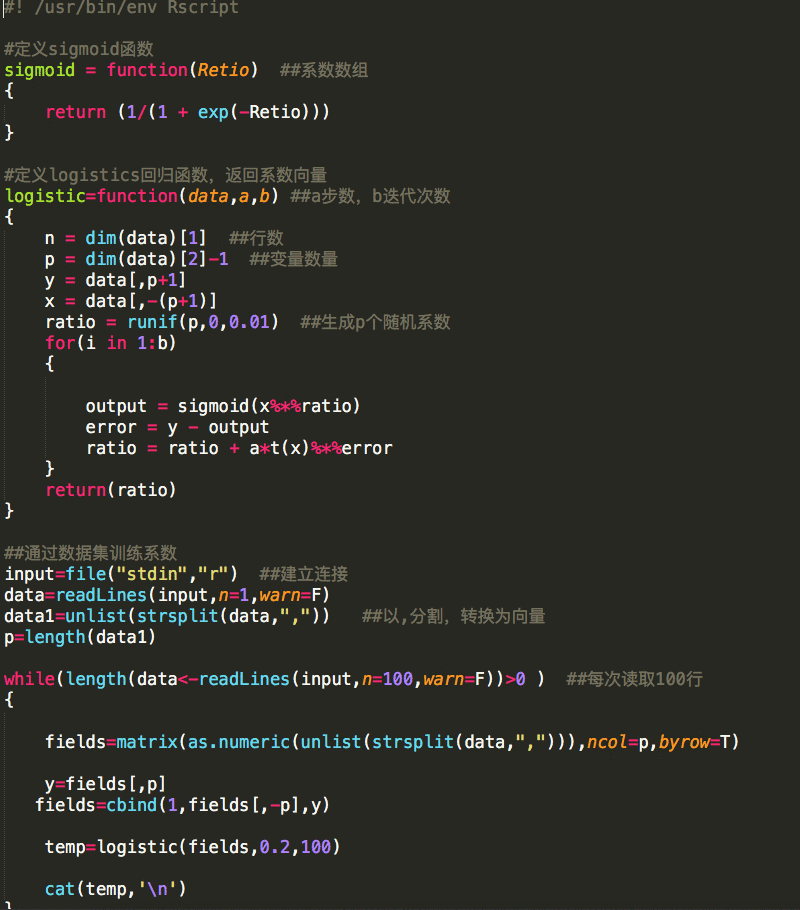 #! /usr/bin/env Rscript
#定义sigmoid函数
sigmoid = function(Retio)  ##系数数组
{
    return (1/(1 + exp(-Retio)))
}
#定义logistics回归函数，返回系数向量
logistic=function(data,a,b) ##a步数，b迭代次数
{
    n = dim(data)[1]  ##行数
    p = dim(data)[2]-1  ##变量数量
    y = data[,p+1]
    x = data[,-(p+1)]
    ratio = runif(p,0,0.01)  ##生成p个随机系数
    for(i in 1:b)
    {
        output = sigmoid(x%*%ratio)
        error = y - output
        ratio = ratio + a*t(x)%*%error
    }
    return(ratio)
}
##通过数据集训练系数
input=file("stdin","r")  ##建立连接
data=readLines(input,n=1,warn=F)
data1=unlist(strsplit(data,","))   ##以,分割，转换为向量
p=length(data1)
while(length(data<-readLines(input,n=100,warn=F))>0 )  ##每次读取100行
{
    fields=matrix(as.numeric(unlist(strsplit(data,","))),ncol=p,byrow=T)
    y=fields[,p]
   fields=cbind(1,fields[,-p],y)
    temp=logistic(fields,0.2,100)
    cat(temp,'\n')
}